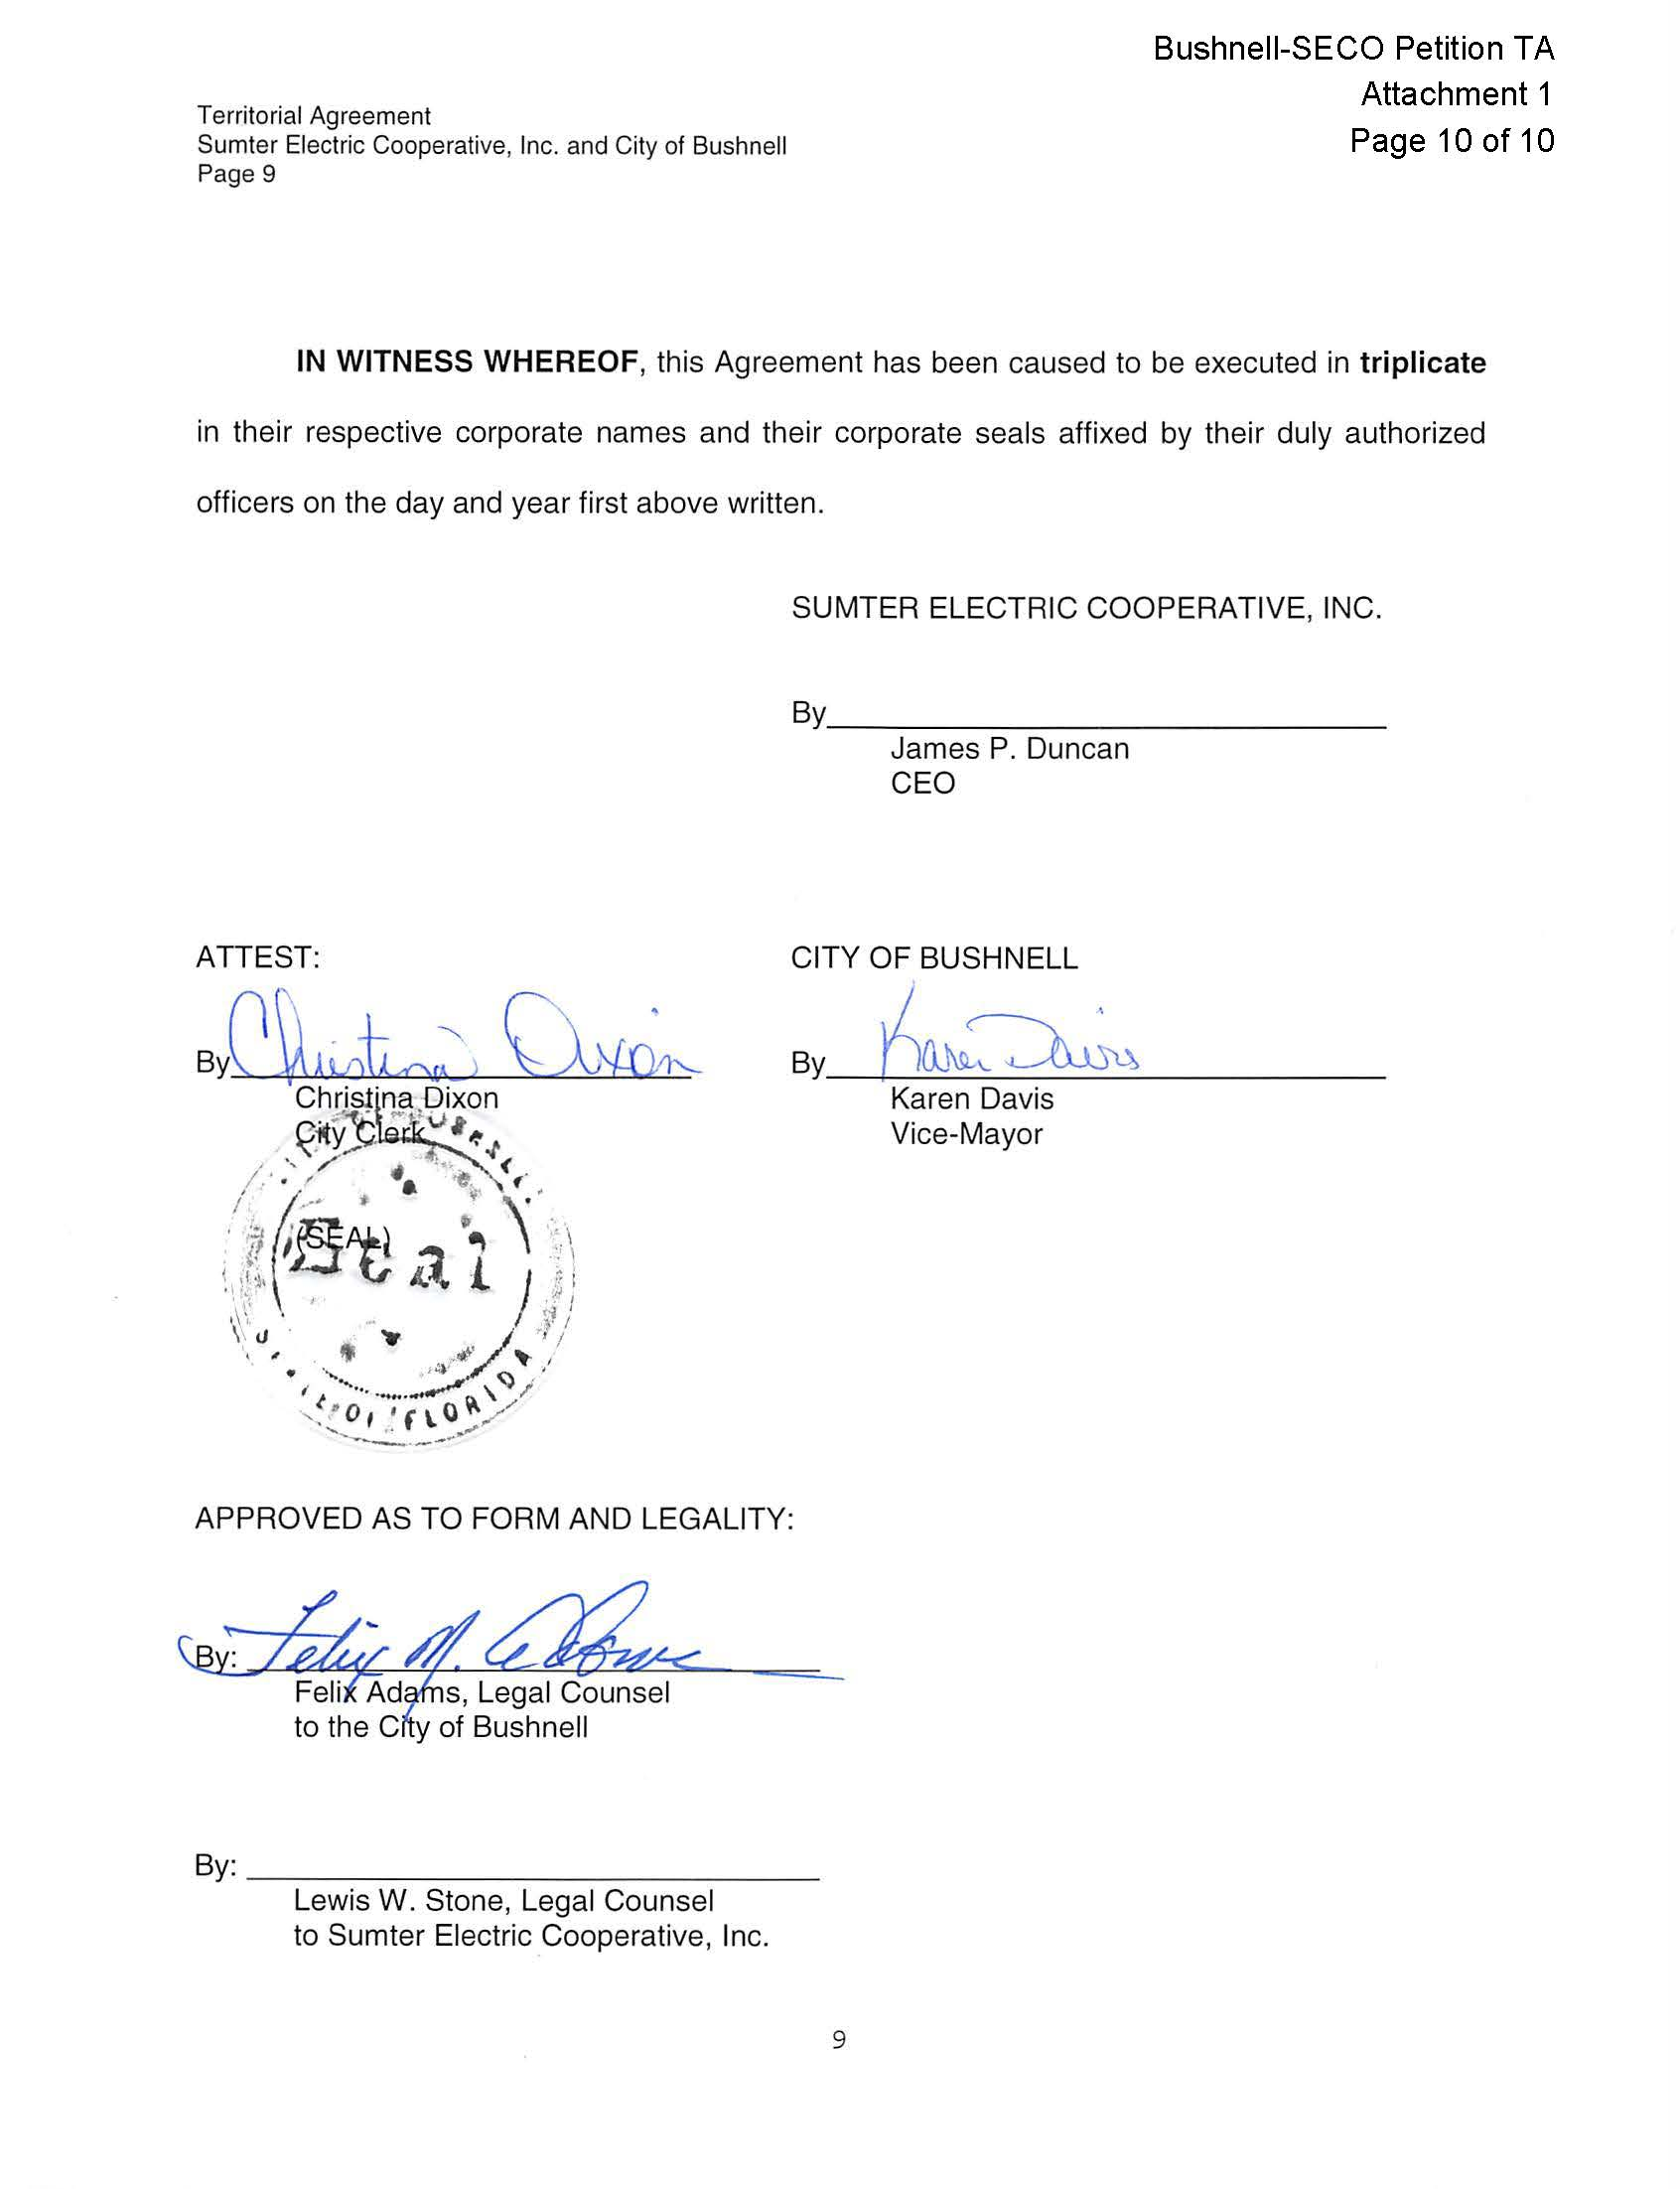 Bushnell-SECO Petition TA
Attachment 1
Page 10 of 10
Territorial Agreement
Sumter Electric Cooperative, Inc. and City of Bushnell
Page 9
IN WITNESS WHEREOF, this Agreement has been caused to be executed in triplicate
in their respective corporate names and their corporate seals affixed by their duly authorized
officers on the day and year first above written.
SUMTER ELECTRIC COOPERATIVE, INC.
By
James P. Duncan
CEO
ATTEST:
By Christina Dixon
Christina Dixon
City Clerk
(SEAL)
Seal
FLORIDA
CITY OF BUSHNELL
By Karen Davis
Karen Davis
Vice-Mayor
APPROVED AS TO FORM AND LEGALITY:
By: Felix M. Adams
Felix Adams, Legal Counsel
to the City of Bushnell
By:
Lewis W. Stone, Legal Counsel
to Sumter Electric Cooperative, Inc.
9